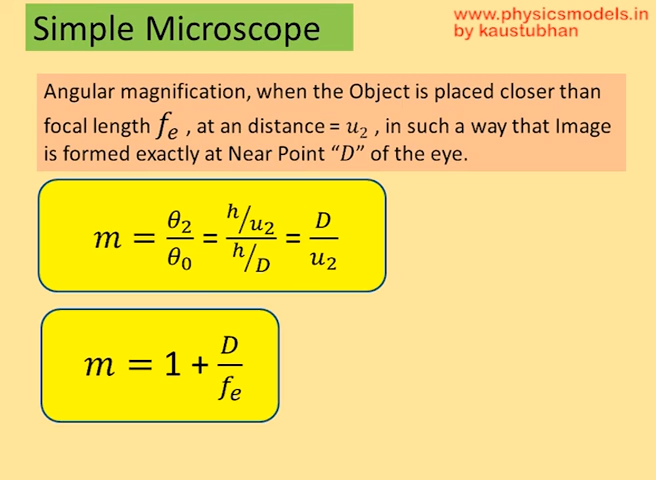 Simple Microscope
www.physicsmodels.in
by kaustubhan
Angular magnification, when the Object is placed closer than
focal length fₑ , at an distance = u₂ , in such a way that Image
is formed exactly at Near Point “D” of the eye.
m = θ₂/θ₀ = (h/u₂)/(h/D) = D/u₂
m = 1 + D/fₑ